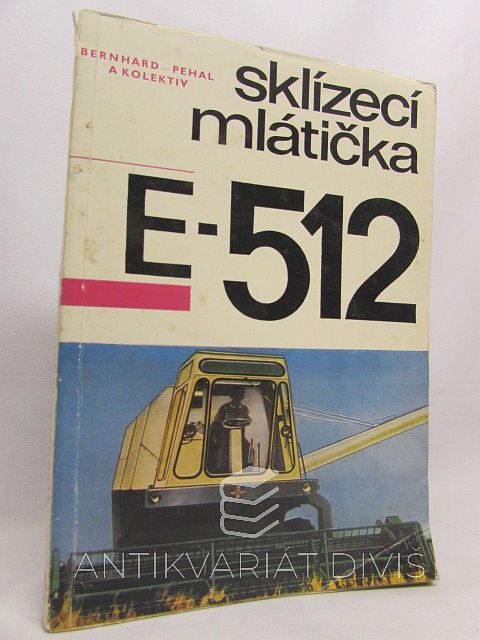 BERNHARD - PEHAL
A KOLEKTIV
sklízecí
mlátička
E-512
ANTIKVARIÁT DIVIŠ